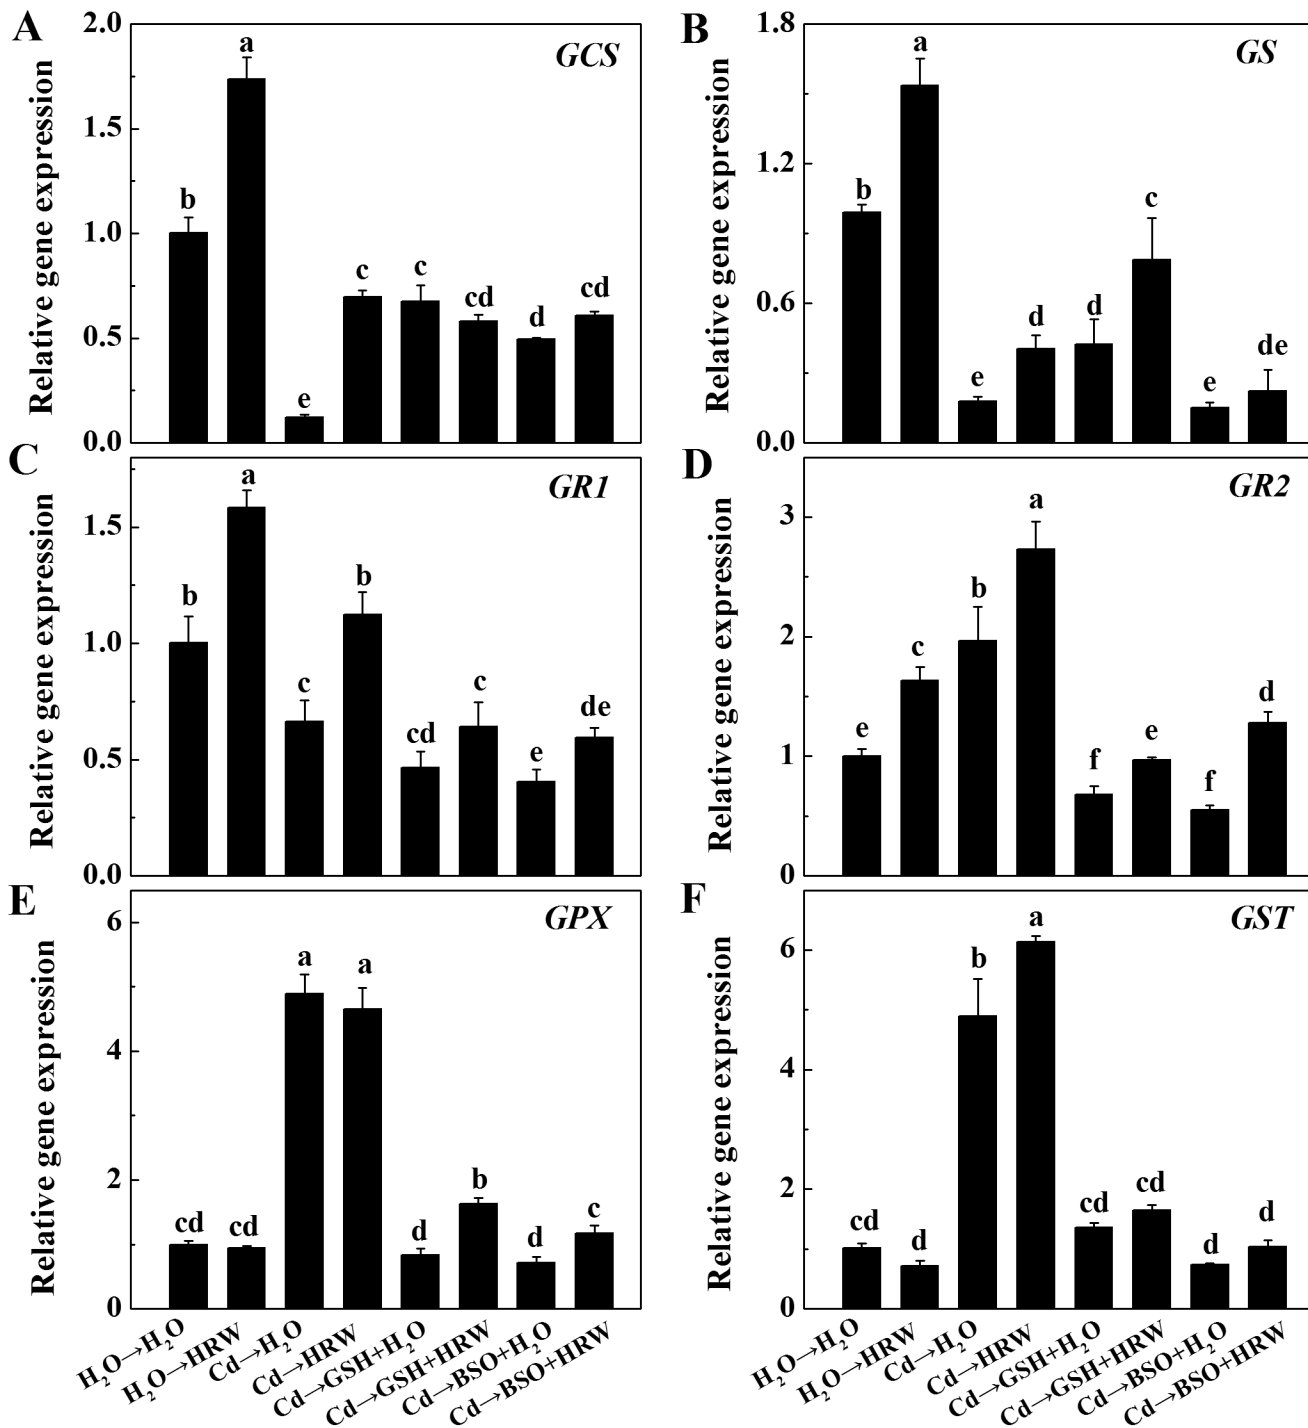 A
GCS
Relative gene expression
2.0
1.5
1.0
0.5
0.0
b
a
e
c
c
cd
d
cd
B
GS
Relative gene expression
1.8
1.2
0.6
0.0
b
a
e
d
d
c
e
de
C
GR1
Relative gene expression
1.5
1.0
0.5
0.0
b
a
c
b
cd
c
e
de
D
GR2
Relative gene expression
3
2
1
0
e
c
b
a
f
e
f
d
E
GPX
Relative gene expression
6
4
2
0
cd
cd
a
a
d
b
d
c
H₂O→H₂O
H₂O→HRW
Cd→H₂O
Cd→HRW
Cd→GSH+H₂O
Cd→GSH+HRW
Cd→BSO+H₂O
Cd→BSO+HRW
F
GST
Relative gene expression
6
4
2
0
cd
d
b
a
cd
cd
d
d
H₂O→H₂O
H₂O→HRW
Cd→H₂O
Cd→HRW
Cd→GSH+H₂O
Cd→GSH+HRW
Cd→BSO+H₂O
Cd→BSO+HRW